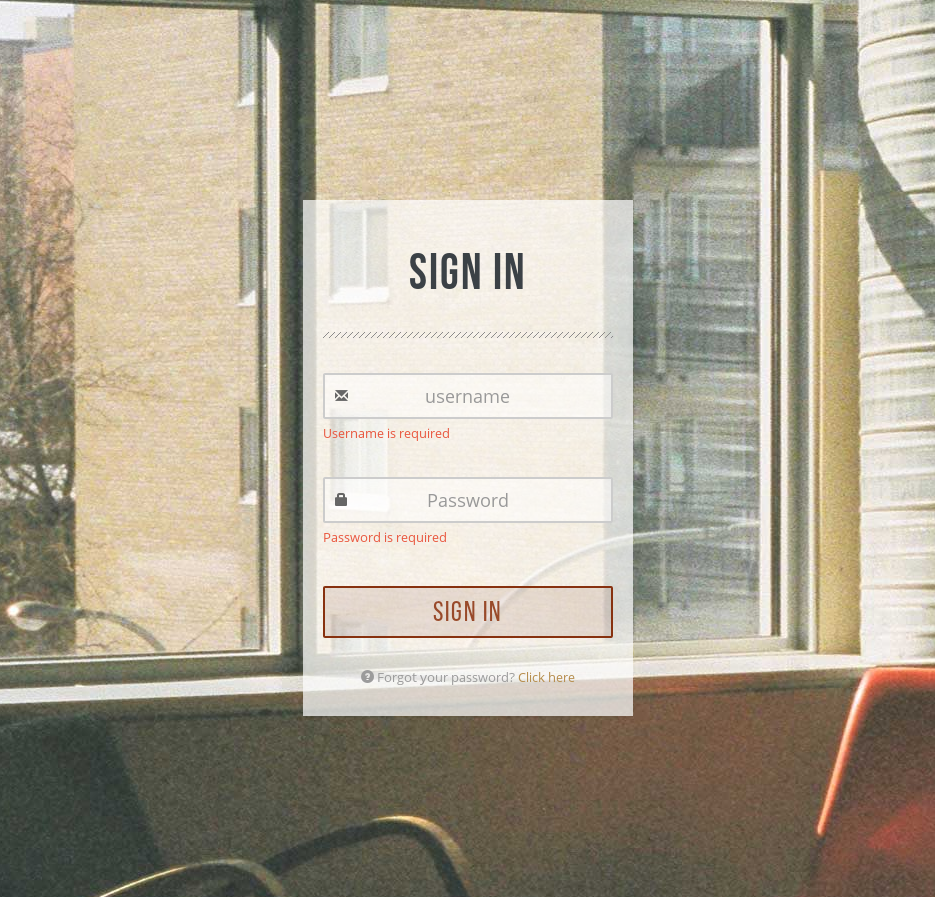 SIGN IN
username
Username is required
Password
Password is required
SIGN IN
Forgot your password? Click here